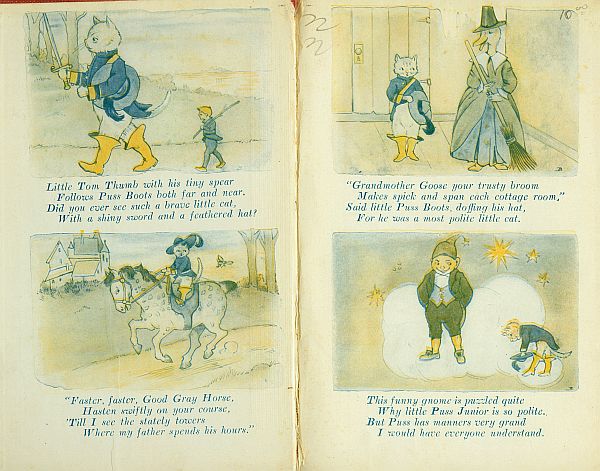 Little Tom Thumb with his tiny spear
Follows Puss Boots both far and near.
Did you ever see such a brave little cat,
With a shiny sword and a feathered hat?
"Faster, faster, Good Gray Horse,
Hasten swiftly on your course,
'Till I see the stately towers
Where my father spends his hours."
10 00
"Grandmother Goose your trusty broom
Makes spick and span each cottage room,"
Said little Puss Boots, doffing his hat,
For he was a most polite little cat.
This funny gnome is puzzled quite
Why little Puss Junior is so polite.
But Puss has manners very grand
I would have everyone understand.